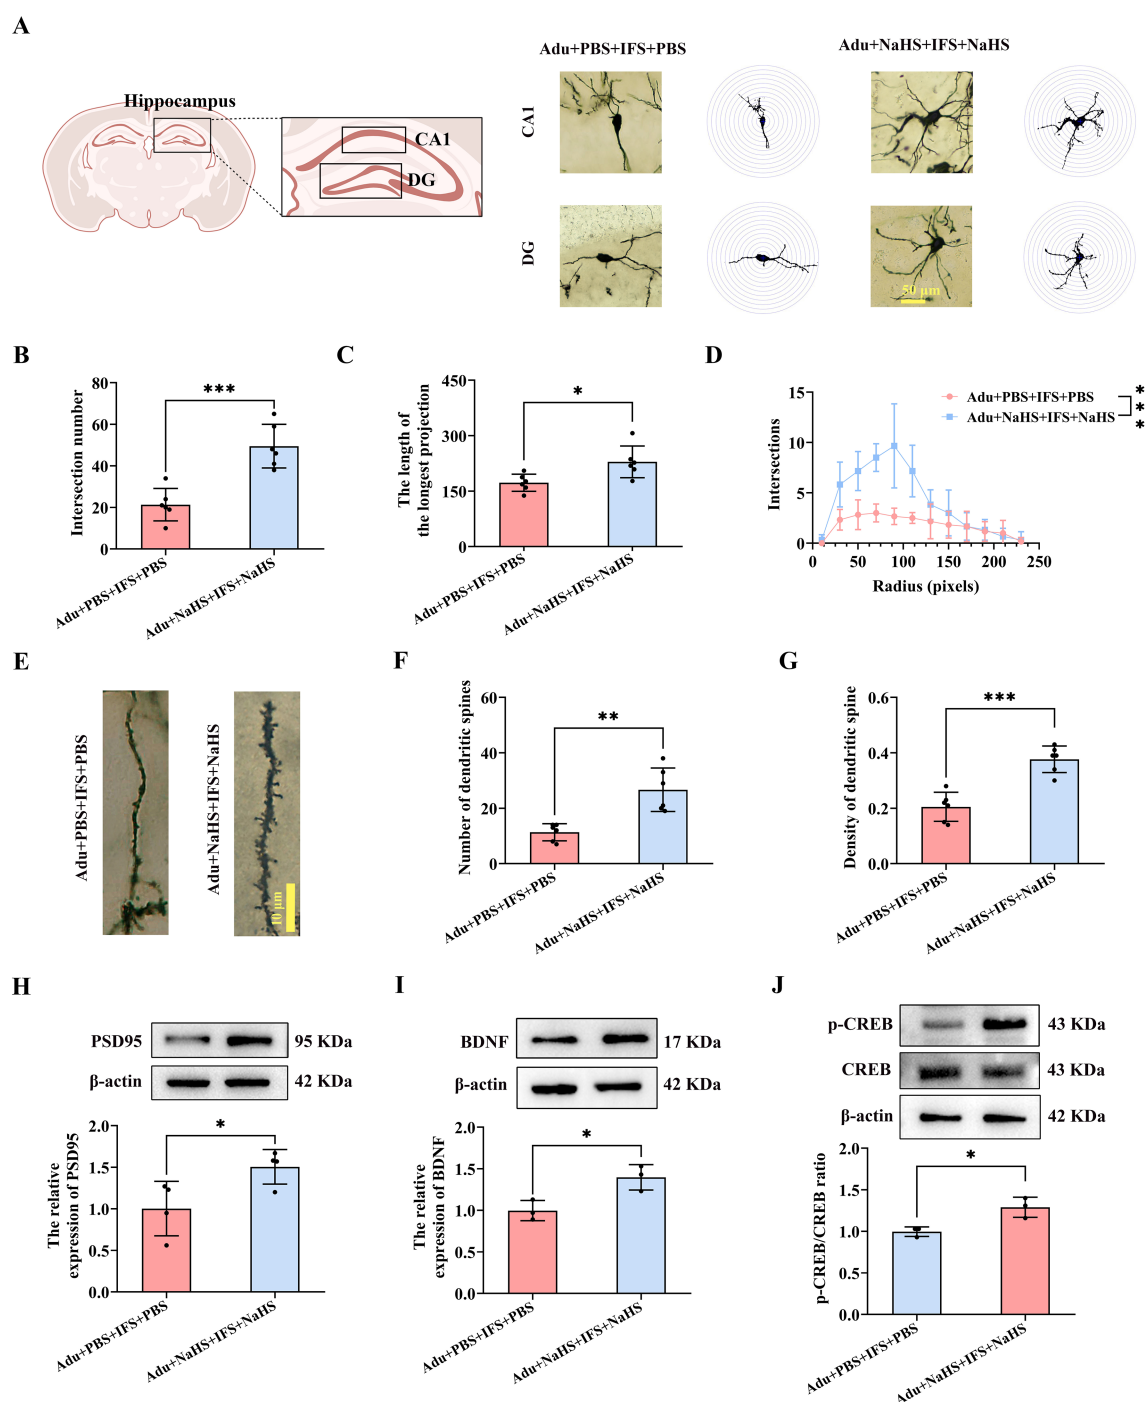 A
Hippocampus
CA1
DG
Adu+PBS+IFS+PBS
Adu+NaHS+IFS+NaHS
CA1
DG
50 µm
B
Intersection number
80
60
40
20
0
***
Adu+PBS+IFS+PBS
Adu+NaHS+IFS+NaHS
C
The length of
the longest projection
450
300
150
0
*
Adu+PBS+IFS+PBS
Adu+NaHS+IFS+NaHS
D
Intersections
15
10
5
0
0
50
100
150
200
250
Radius (pixels)
Adu+PBS+IFS+PBS
Adu+NaHS+IFS+NaHS
***
E
Adu+PBS+IFS+PBS
Adu+NaHS+IFS+NaHS
10 µm
F
Number of dendritic spines
60
40
20
0
**
Adu+PBS+IFS+PBS
Adu+NaHS+IFS+NaHS
G
Density of dendritic spine
0.6
0.4
0.2
0.0
***
Adu+PBS+IFS+PBS
Adu+NaHS+IFS+NaHS
H
PSD95
95 KDa
β-actin
42 KDa
The relative
expression of PSD95
2.0
1.5
1.0
0.5
0.0
*
Adu+PBS+IFS+PBS
Adu+NaHS+IFS+NaHS
I
BDNF
17 KDa
β-actin
42 KDa
The relative
expression of BDNF
2.0
1.5
1.0
0.5
0.0
*
Adu+PBS+IFS+PBS
Adu+NaHS+IFS+NaHS
J
p-CREB
43 KDa
CREB
43 KDa
β-actin
42 KDa
p-CREB/CREB ratio
2.0
1.5
1.0
0.5
0.0
*
Adu+PBS+IFS+PBS
Adu+NaHS+IFS+NaHS